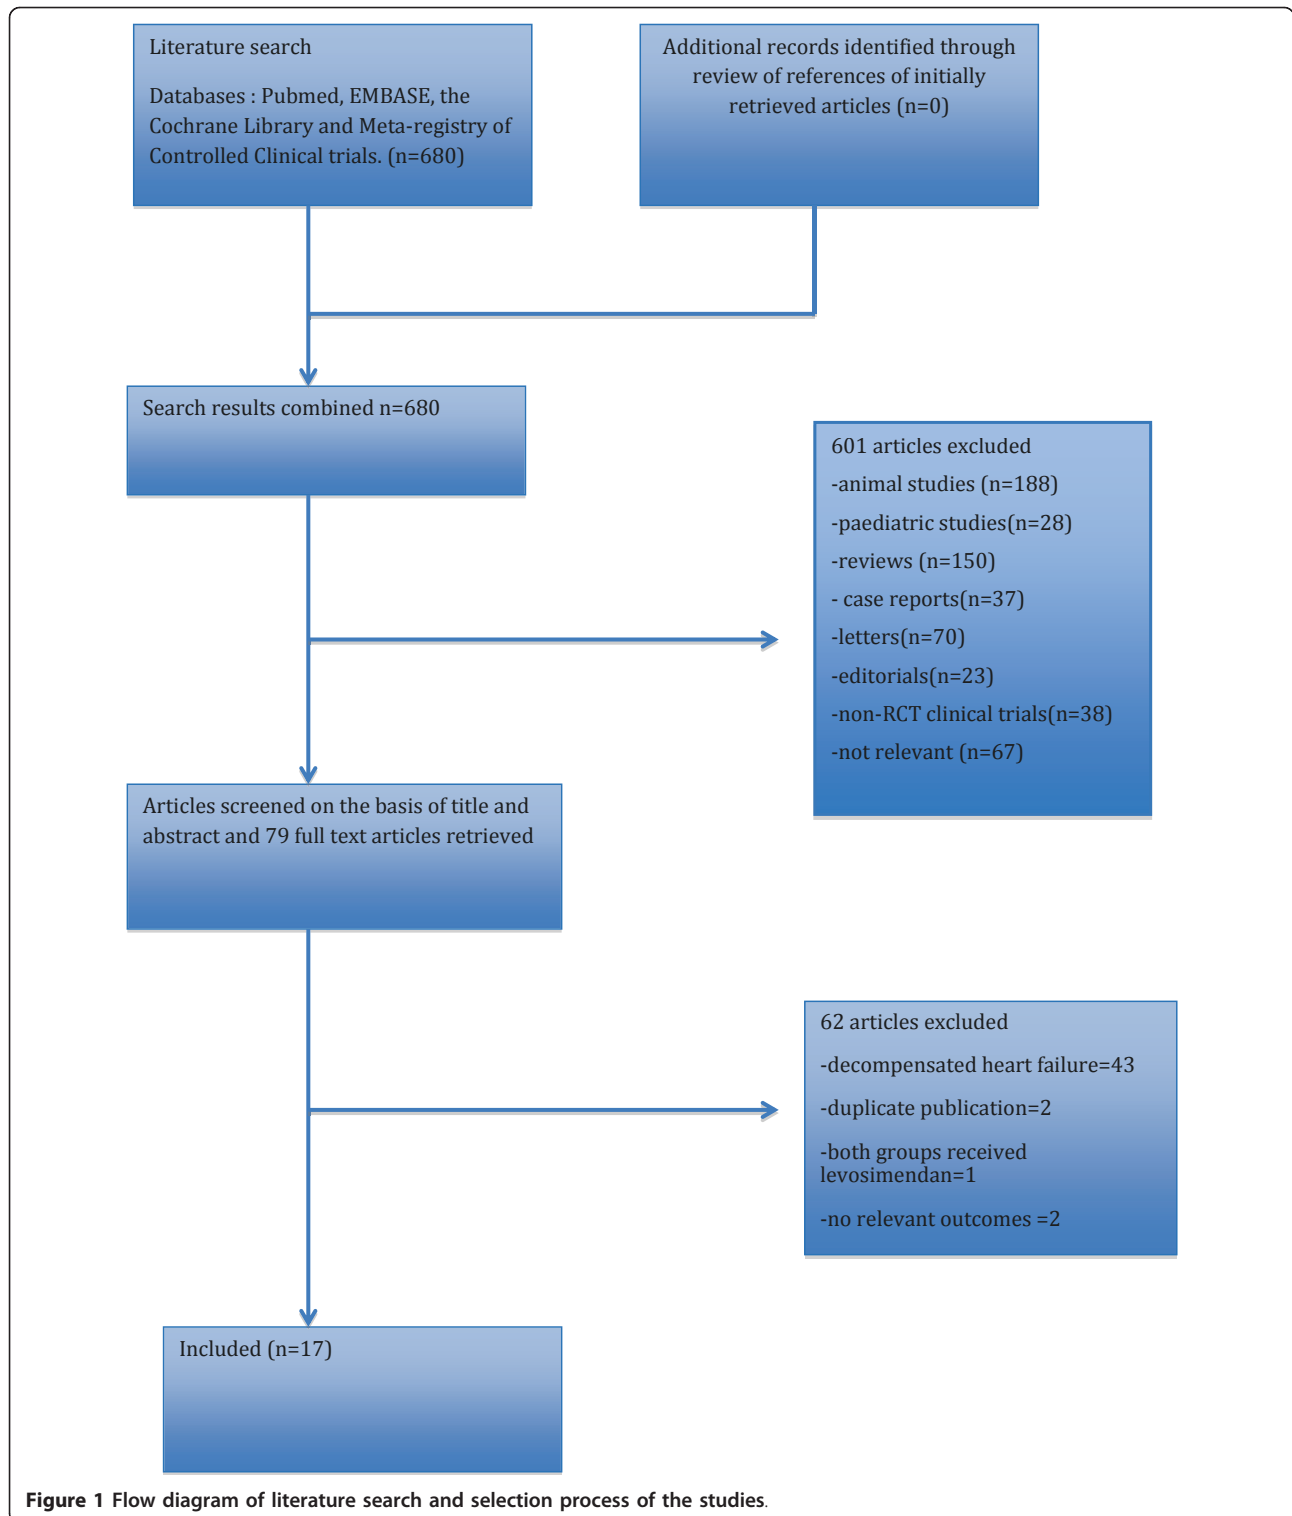 Literature search
Databases : Pubmed, EMBASE, the
Cochrane Library and Meta-registry of
Controlled Clinical trials. (n=680)
Additional records identified through
review of references of initially
retrieved articles (n=0)
Search results combined n=680
601 articles excluded
-animal studies (n=188)
-paediatric studies(n=28)
-reviews (n=150)
- case reports(n=37)
-letters(n=70)
-editorials(n=23)
-non-RCT clinical trials(n=38)
-not relevant (n=67)
Articles screened on the basis of title and
abstract and 79 full text articles retrieved
62 articles excluded
-decompensated heart failure=43
-duplicate publication=2
-both groups received
levosimendan=1
-no relevant outcomes =2
Included (n=17)
Figure 1 Flow diagram of literature search and selection process of the studies.